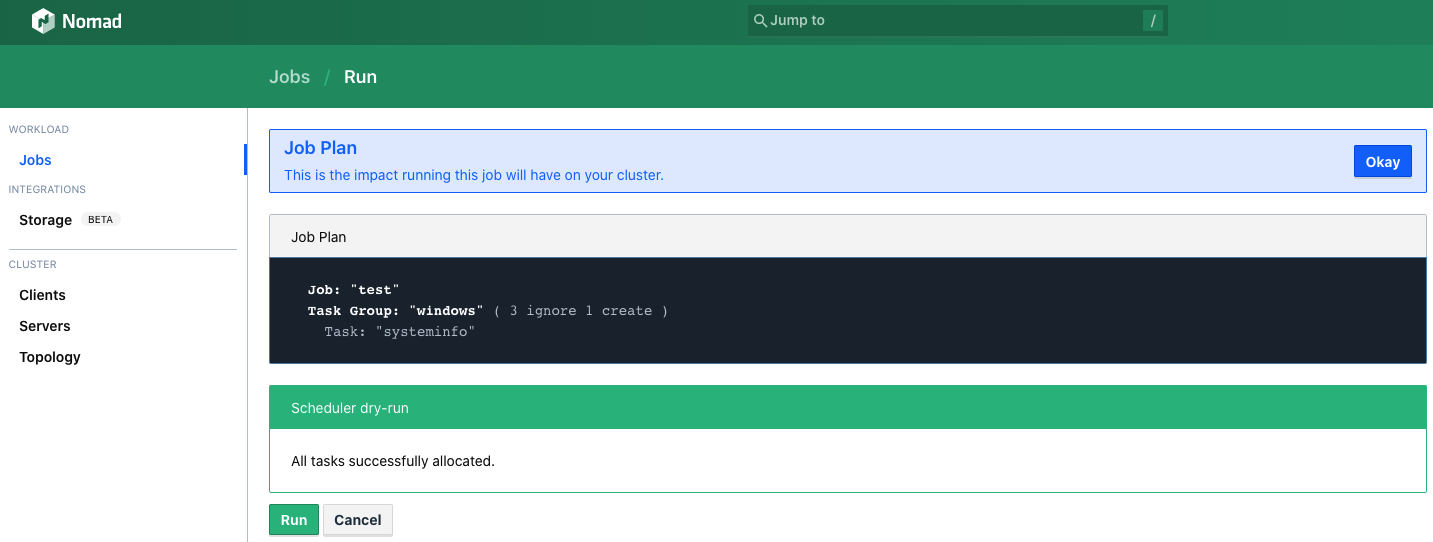 Nomad
Jump to /
Jobs / Run
WORKLOAD
Jobs
INTEGRATIONS
Storage BETA
CLUSTER
Clients
Servers
Topology
Job Plan
This is the impact running this job will have on your cluster.
Okay
Job Plan
Job: "test"
Task Group: "windows" ( 3 ignore 1 create )
Task: "systeminfo"
Scheduler dry-run
All tasks successfully allocated.
Run Cancel